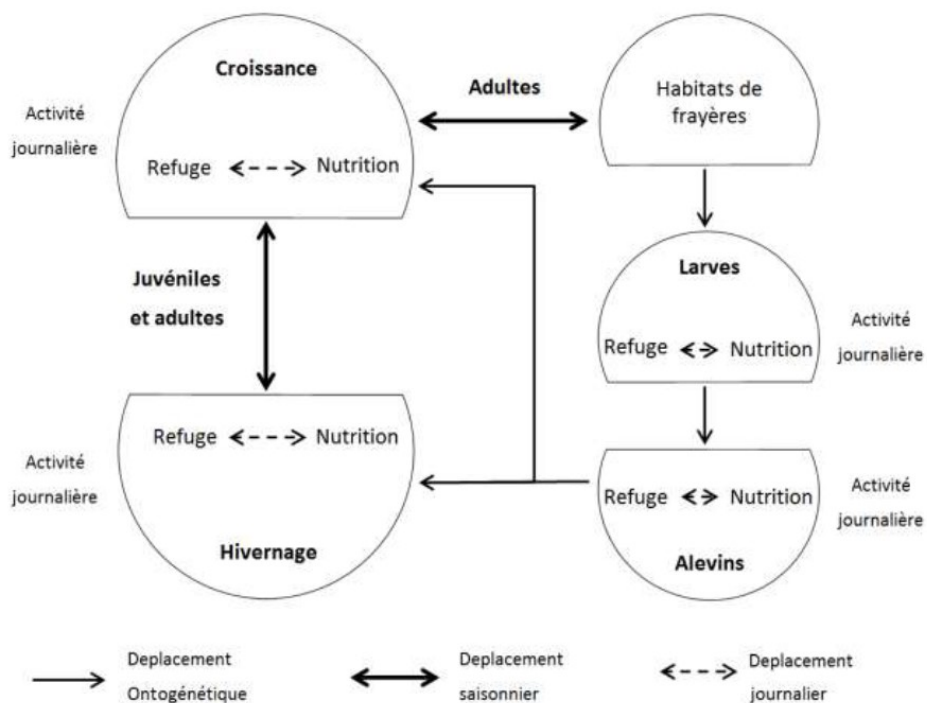 Croissance
Activité
journalière
Refuge
Nutrition
Adultes
Habitats de
frayères
Juvéniles
et adultes
Larves
Refuge
Nutrition
Activité
journalière
Refuge
Nutrition
Activité
journalière
Hivernage
Refuge
Nutrition
Activité
journalière
Alevins
Deplacement
Ontogénétique
Deplacement
saisonnier
Deplacement
journalier